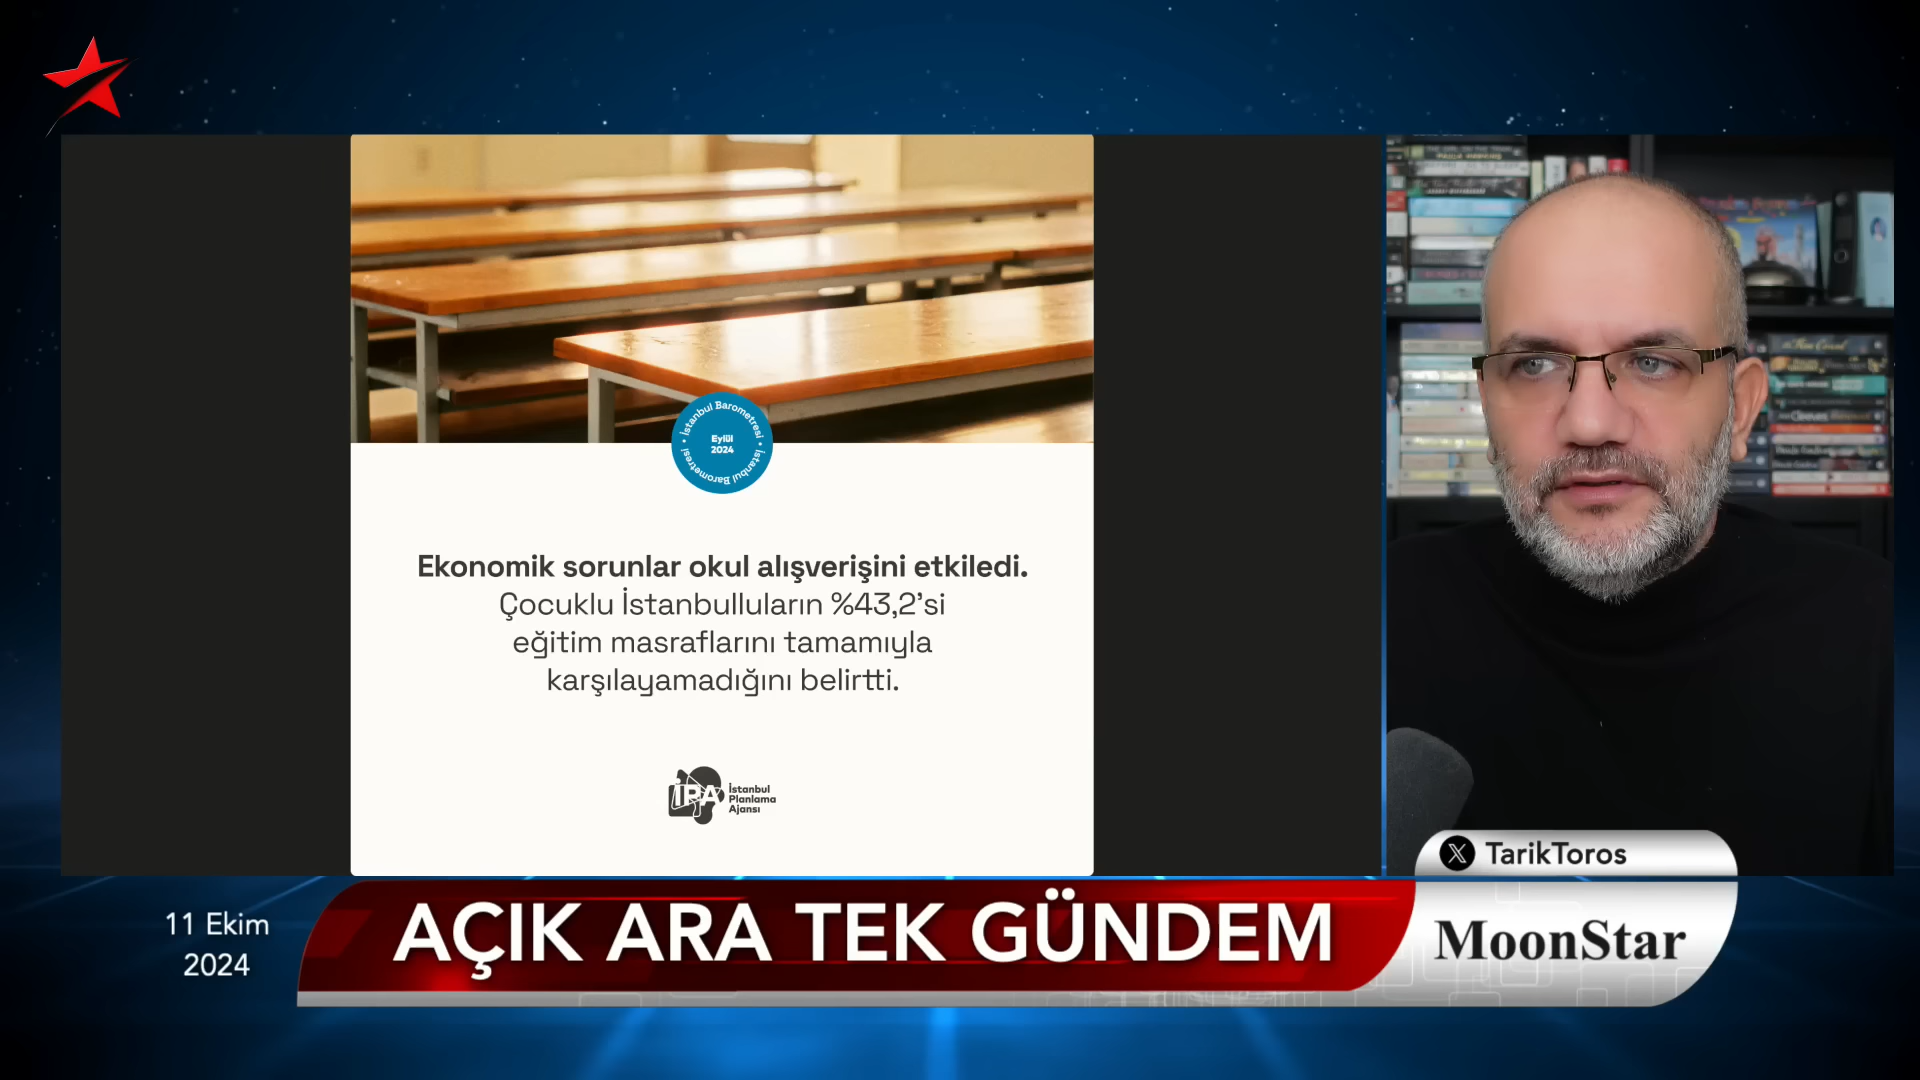 İstanbul Barometresi
İstanbul Barometresi
Eylül
2024
Ekonomik sorunlar okul alışverişini etkiledi.
Çocuklu İstanbulluların %43,2'si
eğitim masraflarını tamamıyla
karşılayamadığını belirtti.
İPA
İstanbul
Planlama
Ajansı
TarikToros
11 Ekim
2024
AÇIK ARA TEK GÜNDEM
MoonStar